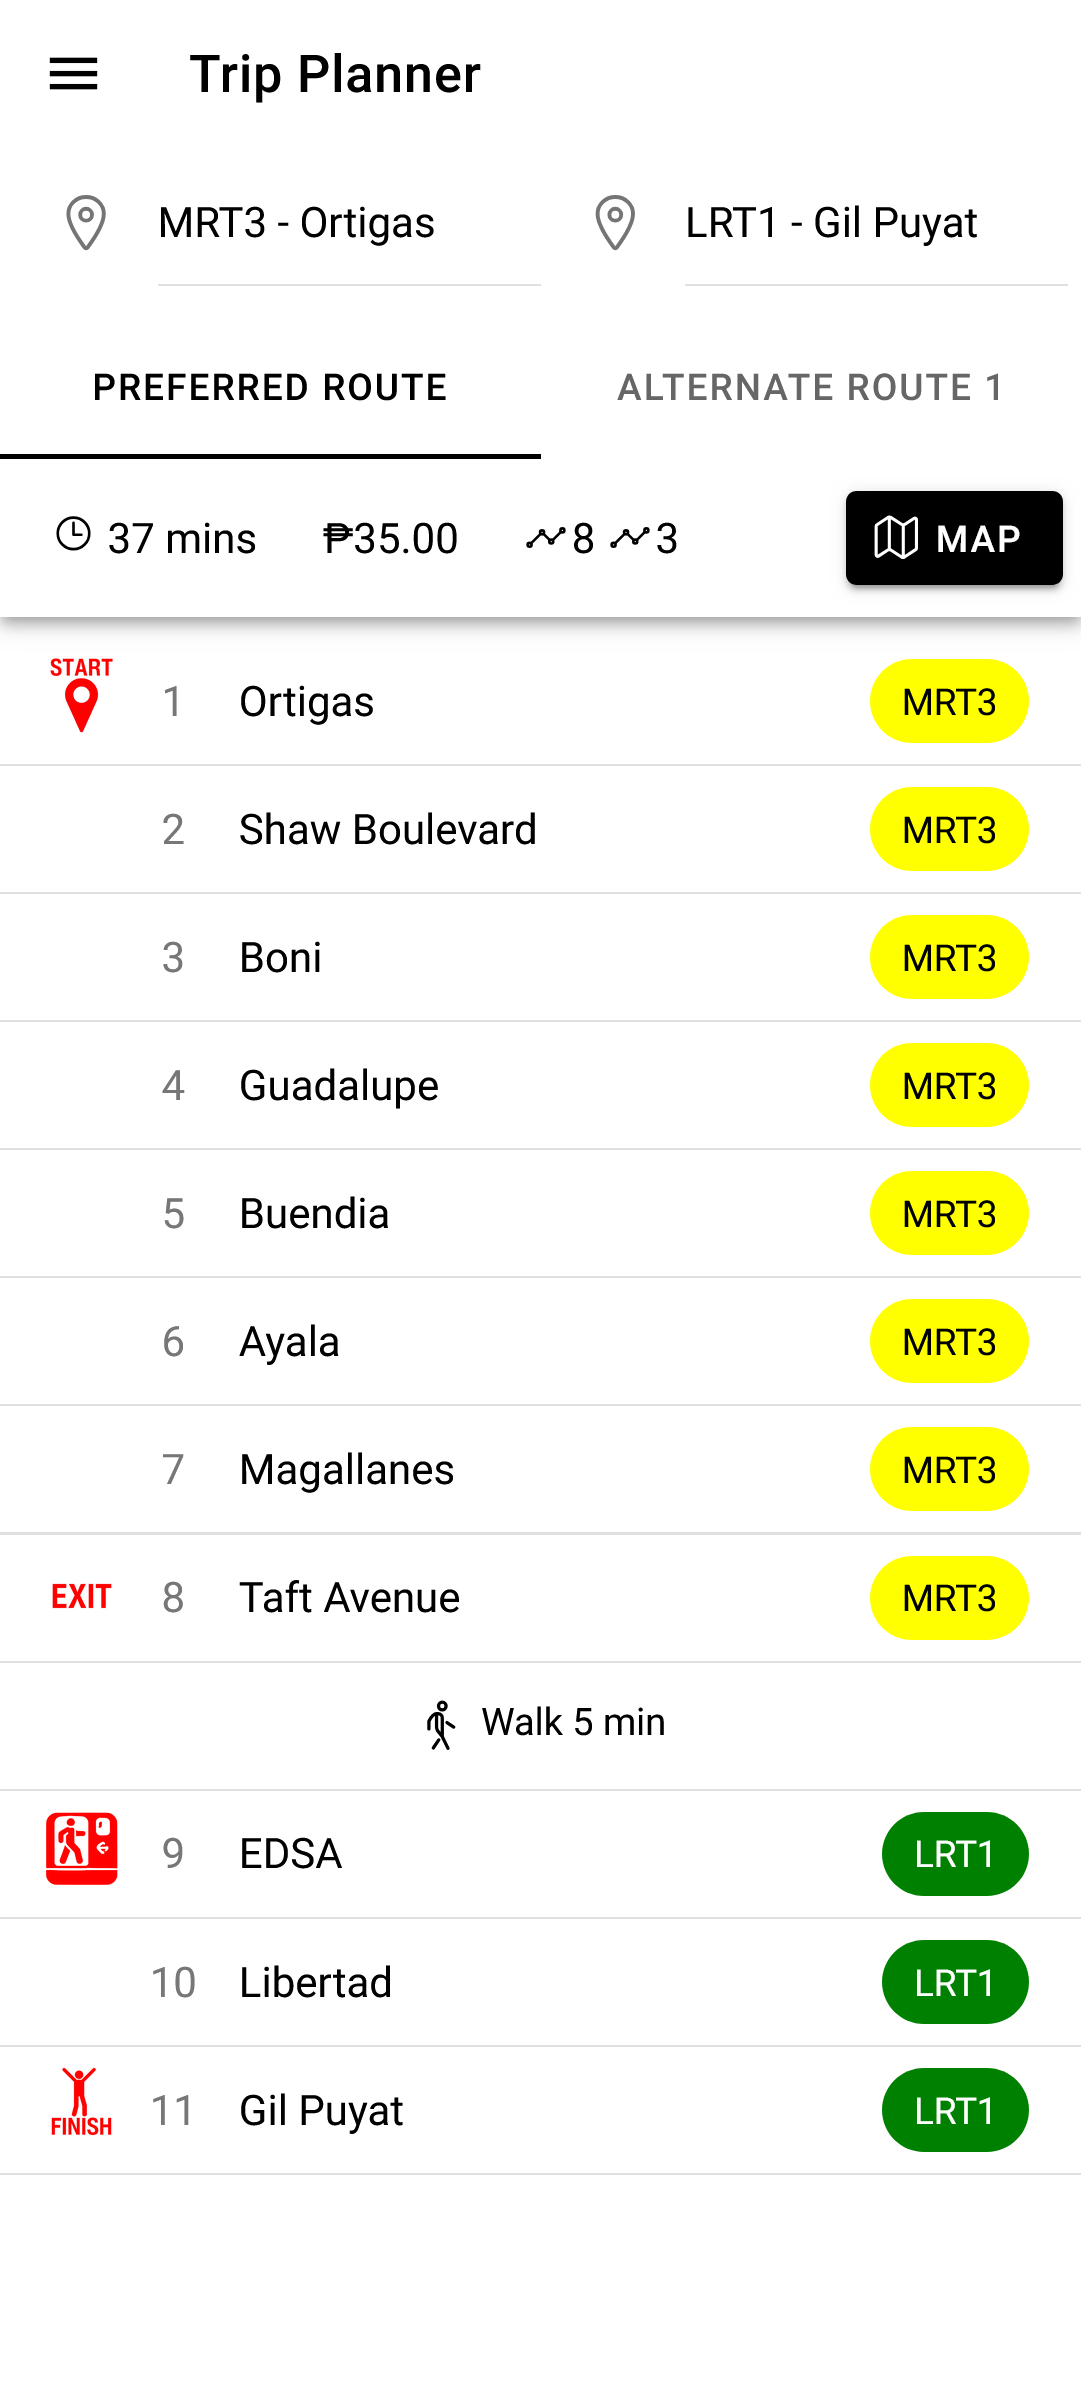 Trip Planner
MRT3 - Ortigas
LRT1 - Gil Puyat
PREFERRED ROUTE
ALTERNATE ROUTE 1
37 mins ₱35.00 8 3 MAP
START
1 Ortigas MRT3
2 Shaw Boulevard MRT3
3 Boni MRT3
4 Guadalupe MRT3
5 Buendia MRT3
6 Ayala MRT3
7 Magallanes MRT3
EXIT 8 Taft Avenue MRT3
Walk 5 min
9 EDSA LRT1
10 Libertad LRT1
11 Gil Puyat LRT1
FINISH